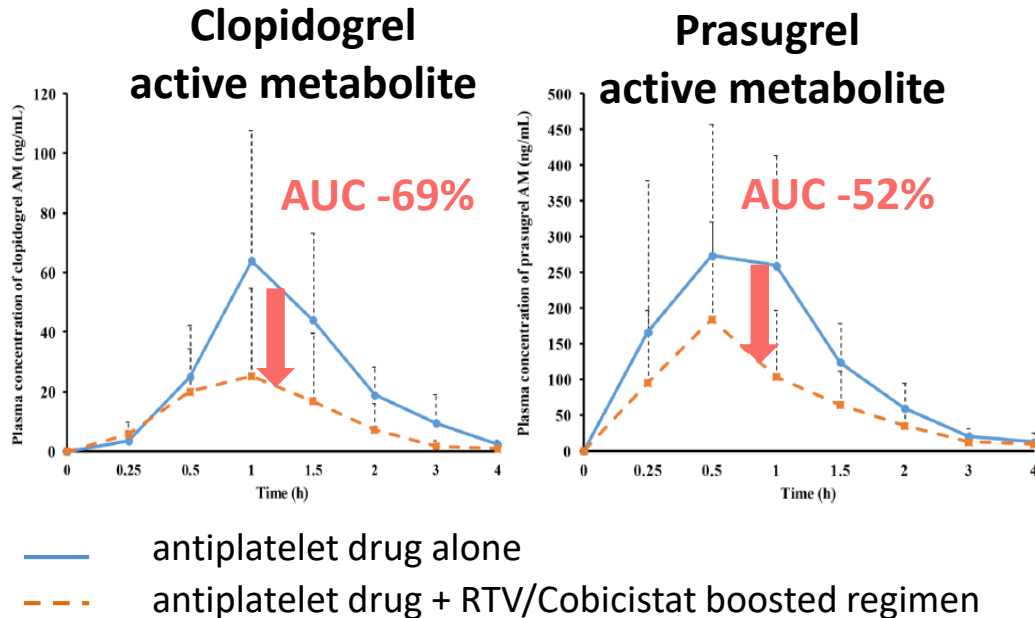 Clopidogrel
active metabolite
Plasma concentration of clopidogrel AM (ng/mL)
120
100
80
60
40
20
0
AUC -69%
0 0.25 0.5 1 1.5 2 3 4
Time (h)
Prasugrel
active metabolite
Plasma concentration of prasugrel AM (ng/mL)
500
450
400
350
300
250
200
150
100
50
0
AUC -52%
0 0.25 0.5 1 1.5 2 3 4
Time (h)
antiplatelet drug alone
antiplatelet drug + RTV/Cobicistat boosted regimen